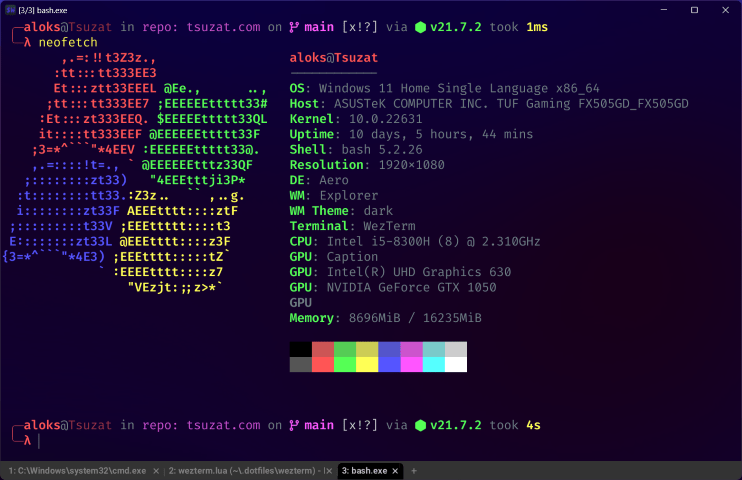 [3/3] bash.exe
aloks@Tsuzat in repo: tsuzat.com on main [x!?] via v21.7.2 took 1ms
λ neofetch
,.=:!!t3Z3z.,
:tt:::tt333EE3
Et:::ztt33EEEL @Ee., ..,
;tt:::tt333EE7 ;EEEEEEttttt33#
:Et:::zt333EEQ. $EEEEEttttt33QL
it::::tt333EEF @EEEEEEttttt33F
;3=*^```"*4EEV :EEEEEEttttt33@.
,.=::::!t=., ` @EEEEEEtttz33QF
;::::::::zt33) "4EEEtttji3P*
:t::::::::tt33.:Z3z.. `` ,..g.
i::::::::zt33F AEEEtttt::::ztF
;:::::::::t33V ;EEEttttt::::t3
E::::::::zt33L @EEEtttt::::z3F
{3=*^```"*4E3) ;EEEtttt:::::tZ`
` :EEEEtttt::::z7
"VEzjt:;;z>*`
aloks@Tsuzat
------------
OS: Windows 11 Home Single Language x86_64
Host: ASUSTeK COMPUTER INC. TUF Gaming FX505GD_FX505GD
Kernel: 10.0.22631
Uptime: 10 days, 5 hours, 44 mins
Shell: bash 5.2.26
Resolution: 1920x1080
DE: Aero
WM: Explorer
WM Theme: dark
Terminal: WezTerm
CPU: Intel i5-8300H (8) @ 2.310GHz
GPU: Caption
GPU: Intel(R) UHD Graphics 630
GPU: NVIDIA GeForce GTX 1050
GPU
Memory: 8696MiB / 16235MiB
aloks@Tsuzat in repo: tsuzat.com on main [x!?] via v21.7.2 took 4s
λ
1: C:\Windows\system32\cmd.exe × 2: wezterm.lua (~\.dotfiles\wezterm) - × 3: bash.exe × +